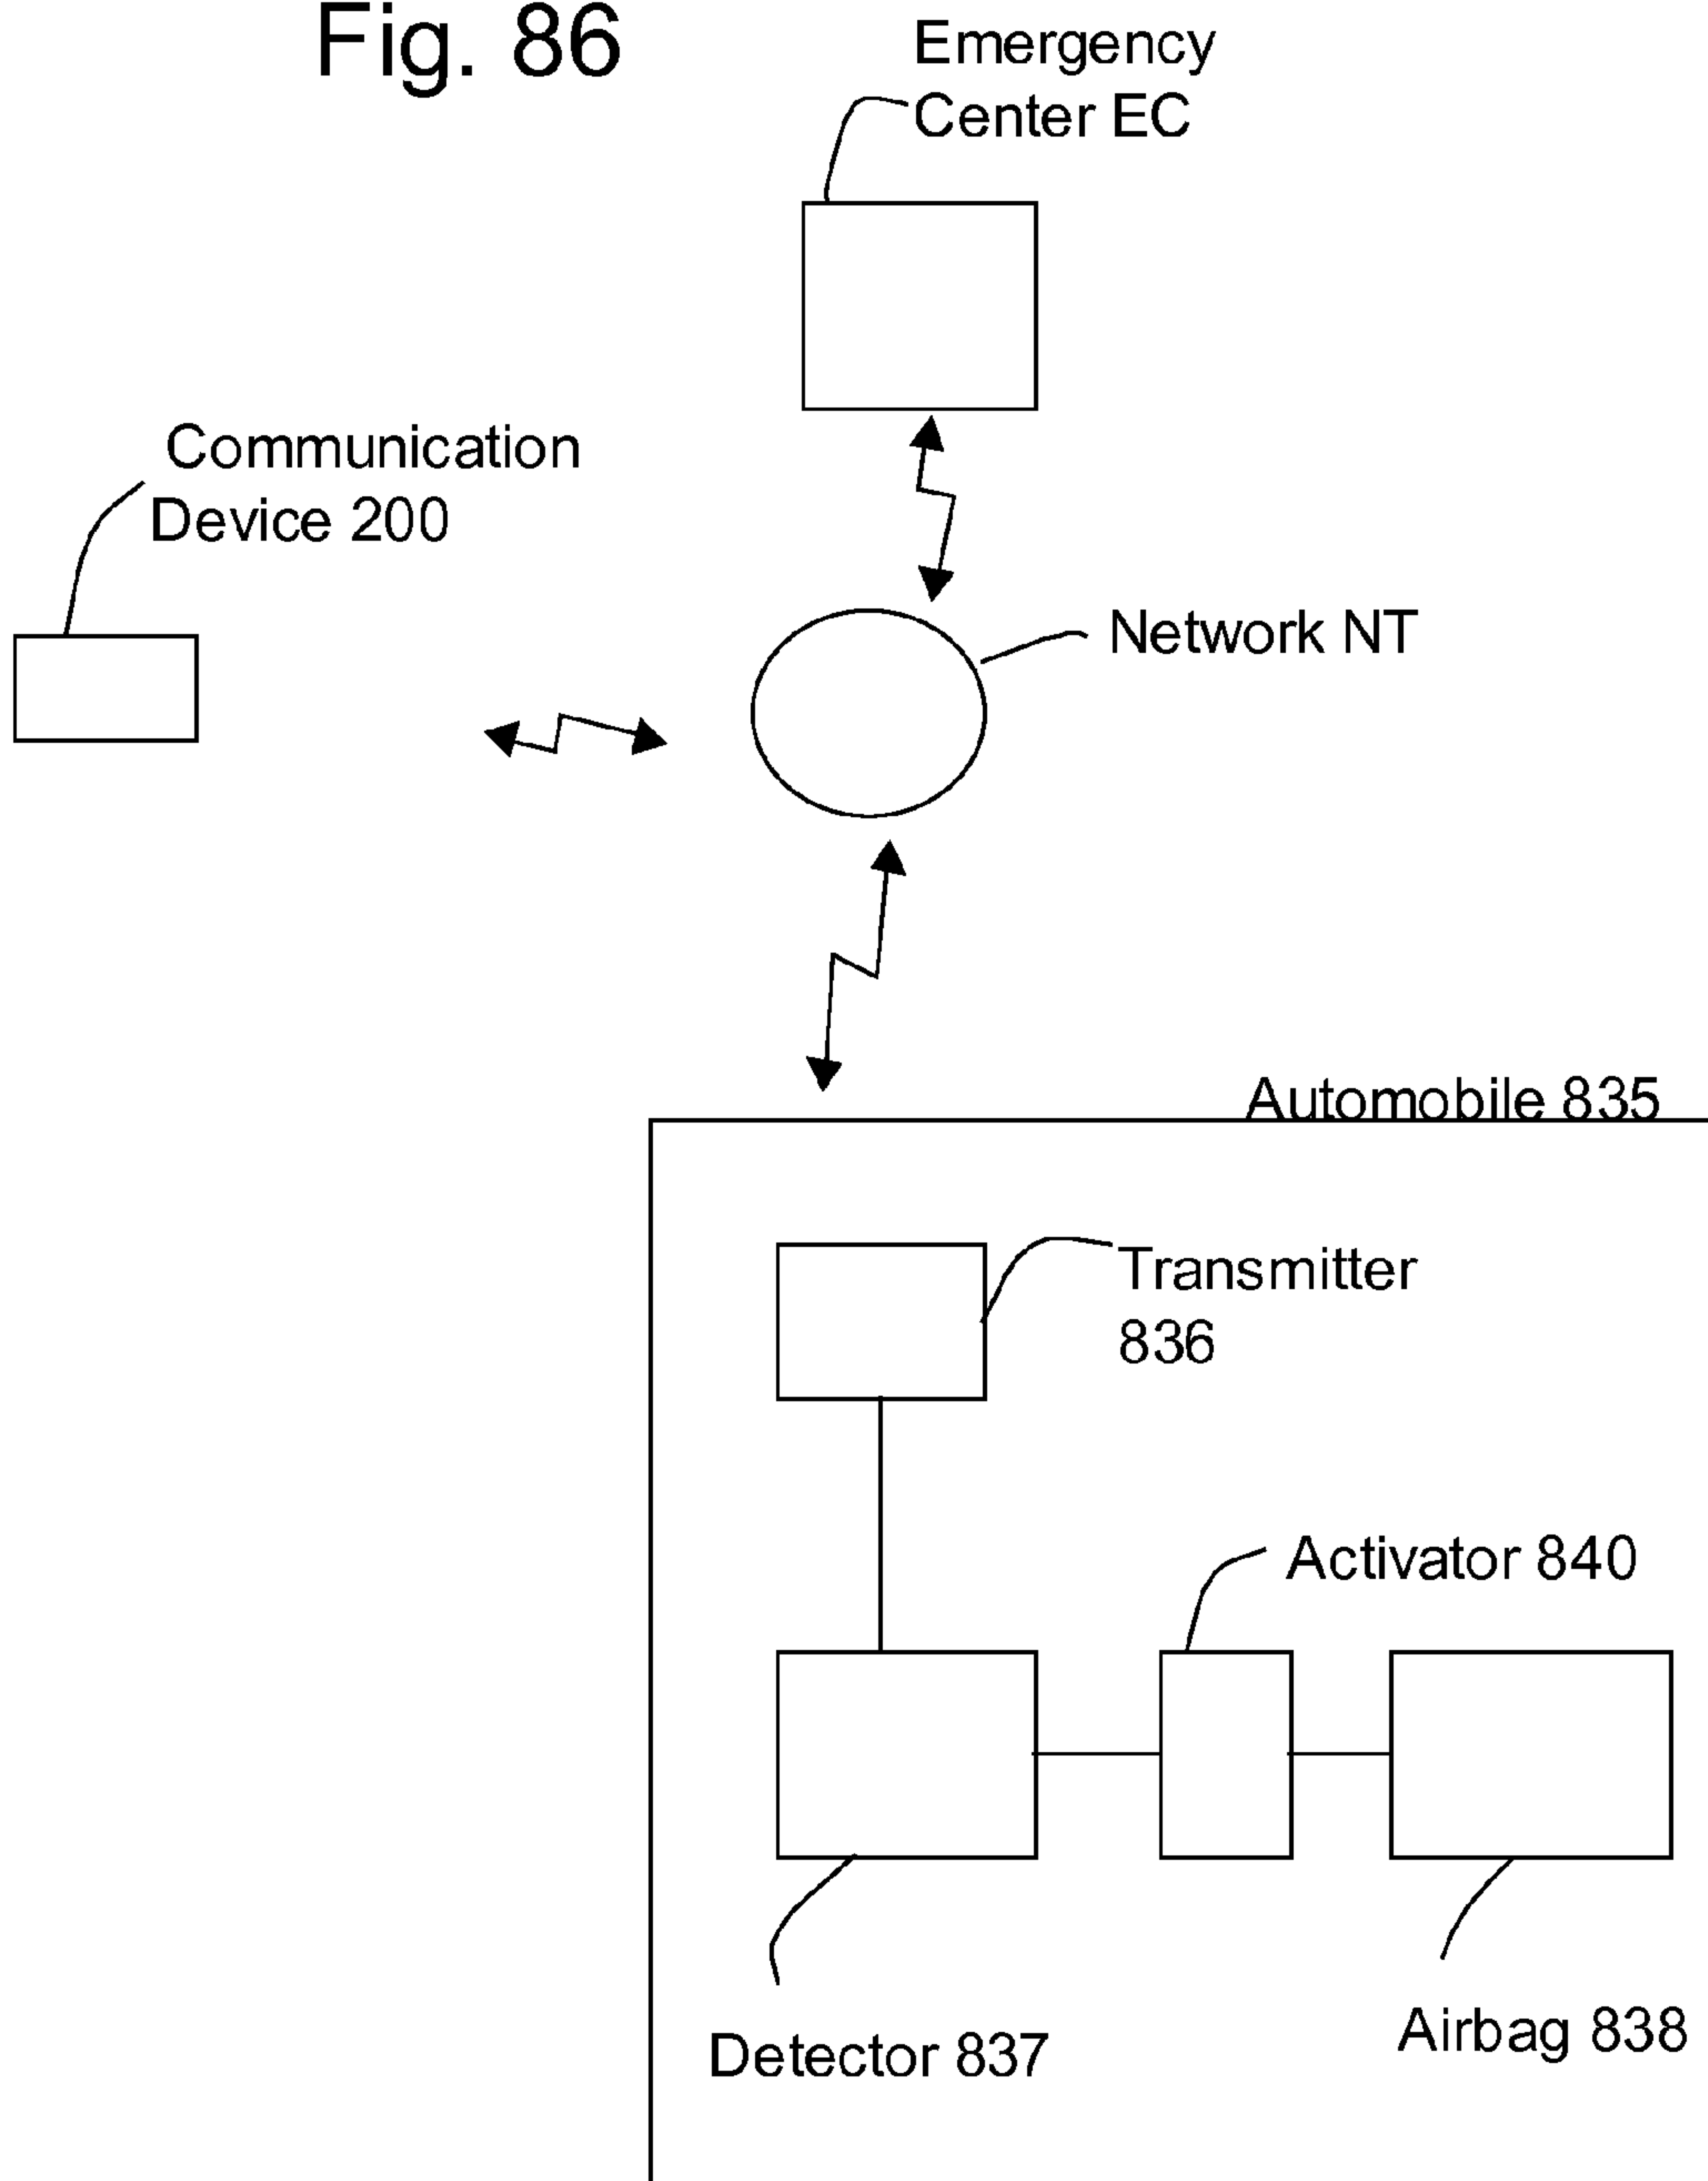 Fig. 86
Emergency
Center EC
Communication
Device 200
Network NT
Automobile 835
Transmitter
836
Activator 840
Detector 837
Airbag 838